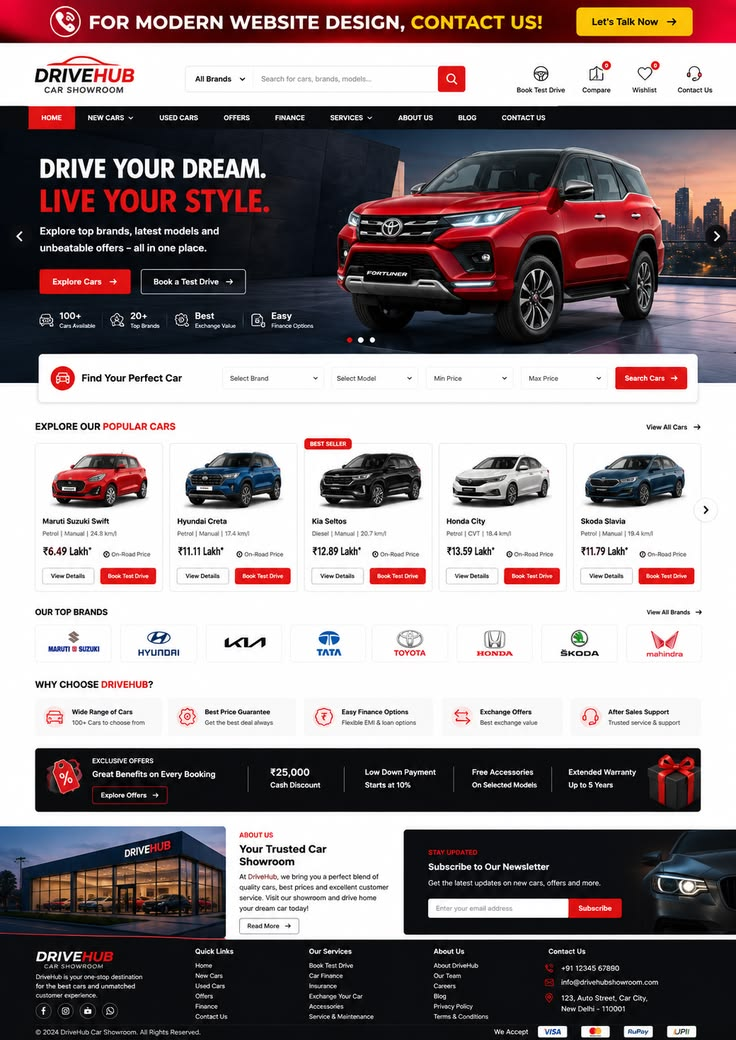 FOR MODERN WEBSITE DESIGN, CONTACT US!
Let's Talk Now
DRIVEHUB
CAR SHOWROOM
All Brands
Search for cars, brands, models...
0
0
Book Test Drive
Compare
Wishlist
Contact Us
HOME
NEW CARS
USED CARS
OFFERS
FINANCE
SERVICES
ABOUT US
BLOG
CONTACT US
DRIVE YOUR DREAM.
LIVE YOUR STYLE.
Explore top brands, latest models and
unbeatable offers – all in one place.
Explore Cars
Book a Test Drive
100+
Cars Available
20+
Top Brands
Best
Exchange Value
Easy
Finance Options
FORTUNER
Find Your Perfect Car
Select Brand
Select Model
Min Price
Max Price
Search Cars
EXPLORE OUR POPULAR CARS
View All Cars
Maruti Suzuki Swift
Petrol | Manual | 24.8 km/l
₹6.49 Lakh*
On-Road Price
View Details
Book Test Drive
Hyundai Creta
Petrol | Manual | 17.4 km/l
₹11.11 Lakh*
On-Road Price
View Details
Book Test Drive
BEST SELLER
Kia Seltos
Diesel | Manual | 20.7 km/l
₹12.89 Lakh*
On-Road Price
View Details
Book Test Drive
Honda City
Petrol | CVT | 18.4 km/l
₹13.59 Lakh*
On-Road Price
View Details
Book Test Drive
Skoda Slavia
Petrol | Manual | 19.4 km/l
₹11.79 Lakh*
On-Road Price
View Details
Book Test Drive
OUR TOP BRANDS
View All Brands
MARUTI SUZUKI
HYUNDAI
KIA
TATA
TOYOTA
HONDA
ŠKODA
mahindra
WHY CHOOSE DRIVEHUB?
Wide Range of Cars
100+ Cars to choose from
Best Price Guarantee
Get the best deal always
Easy Finance Options
Flexible EMI & loan options
Exchange Offers
Best exchange value
After Sales Support
Trusted service & support
%
EXCLUSIVE OFFERS
Great Benefits on Every Booking
Explore Offers
₹25,000
Cash Discount
Low Down Payment
Starts at 10%
Free Accessories
On Selected Models
Extended Warranty
Up to 5 Years
DRIVEHUB
ABOUT US
Your Trusted Car
Showroom
At DriveHub, we bring you a perfect blend of
quality cars, best prices and excellent customer
service. Visit our showroom and drive home
your dream car today!
Read More
STAY UPDATED
Subscribe to Our Newsletter
Get the latest updates on new cars, offers and more.
Enter your email address
Subscribe
DRIVEHUB
CAR SHOWROOM
DriveHub is your one-stop destination
for the best cars and unmatched
customer experience.
Quick Links
Home
New Cars
Used Cars
Offers
Finance
Contact Us
Our Services
Book Test Drive
Car Finance
Insurance
Exchange Your Car
Accessories
Service & Maintenance
About Us
About DriveHub
Our Team
Careers
Blog
Privacy Policy
Terms & Conditions
Contact Us
+91 12345 67890
info@drivehubshowroom.com
123, Auto Street, Car City,
New Delhi - 110001
© 2024 DriveHub Car Showroom. All Rights Reserved.
We Accept
VISA
RuPay
UPI